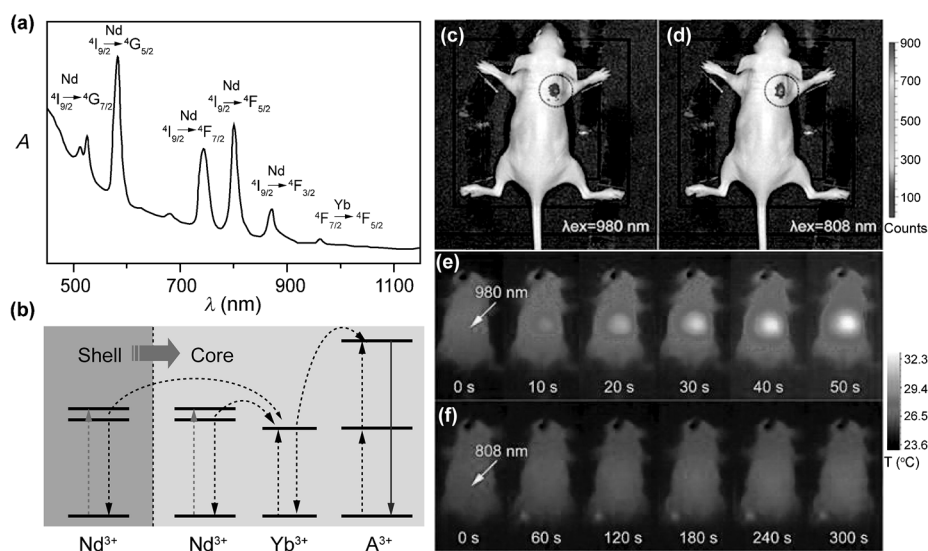 (a)
Nd
⁴I₉/₂→⁴G₅/₂
Nd
⁴I₉/₂→⁴G₇/₂
Nd
⁴I₉/₂→⁴F₅/₂
Nd
⁴I₉/₂→⁴F₇/₂
Nd
⁴I₉/₂→⁴F₃/₂
Yb
⁴F₇/₂→⁴F₅/₂
A
500 700 900 1100
λ (nm)
(b)
Shell Core
Nd³⁺ Nd³⁺ Yb³⁺ A³⁺
(c) (d)
λex=980 nm λex=808 nm
900
700
500
300
100
Counts
(e)
980 nm
0 s 10 s 20 s 30 s 40 s 50 s
(f)
808 nm
0 s 60 s 120 s 180 s 240 s 300 s
32.3
29.4
26.5
23.6
T (°C)